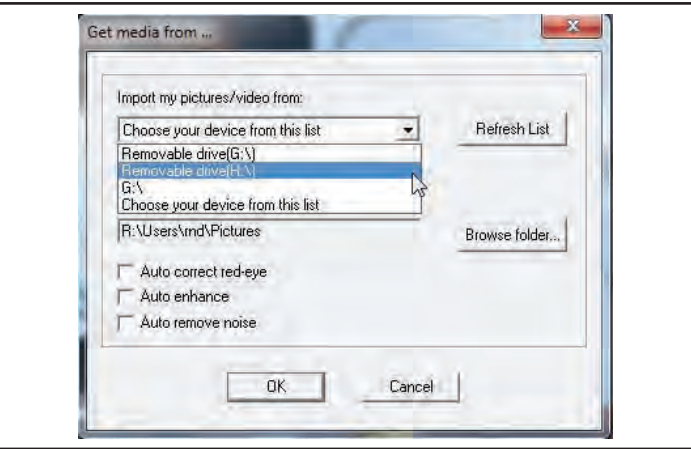 Get media from ...
Import my pictures/video from:
Choose your device from this list
Refresh List
Removable drive(G:\)
Removable drive(H:\)
G:\
Choose your device from this list
R:\Users\rnd\Pictures
Browse folder...
Auto correct red-eye
Auto enhance
Auto remove noise
OK
Cancel